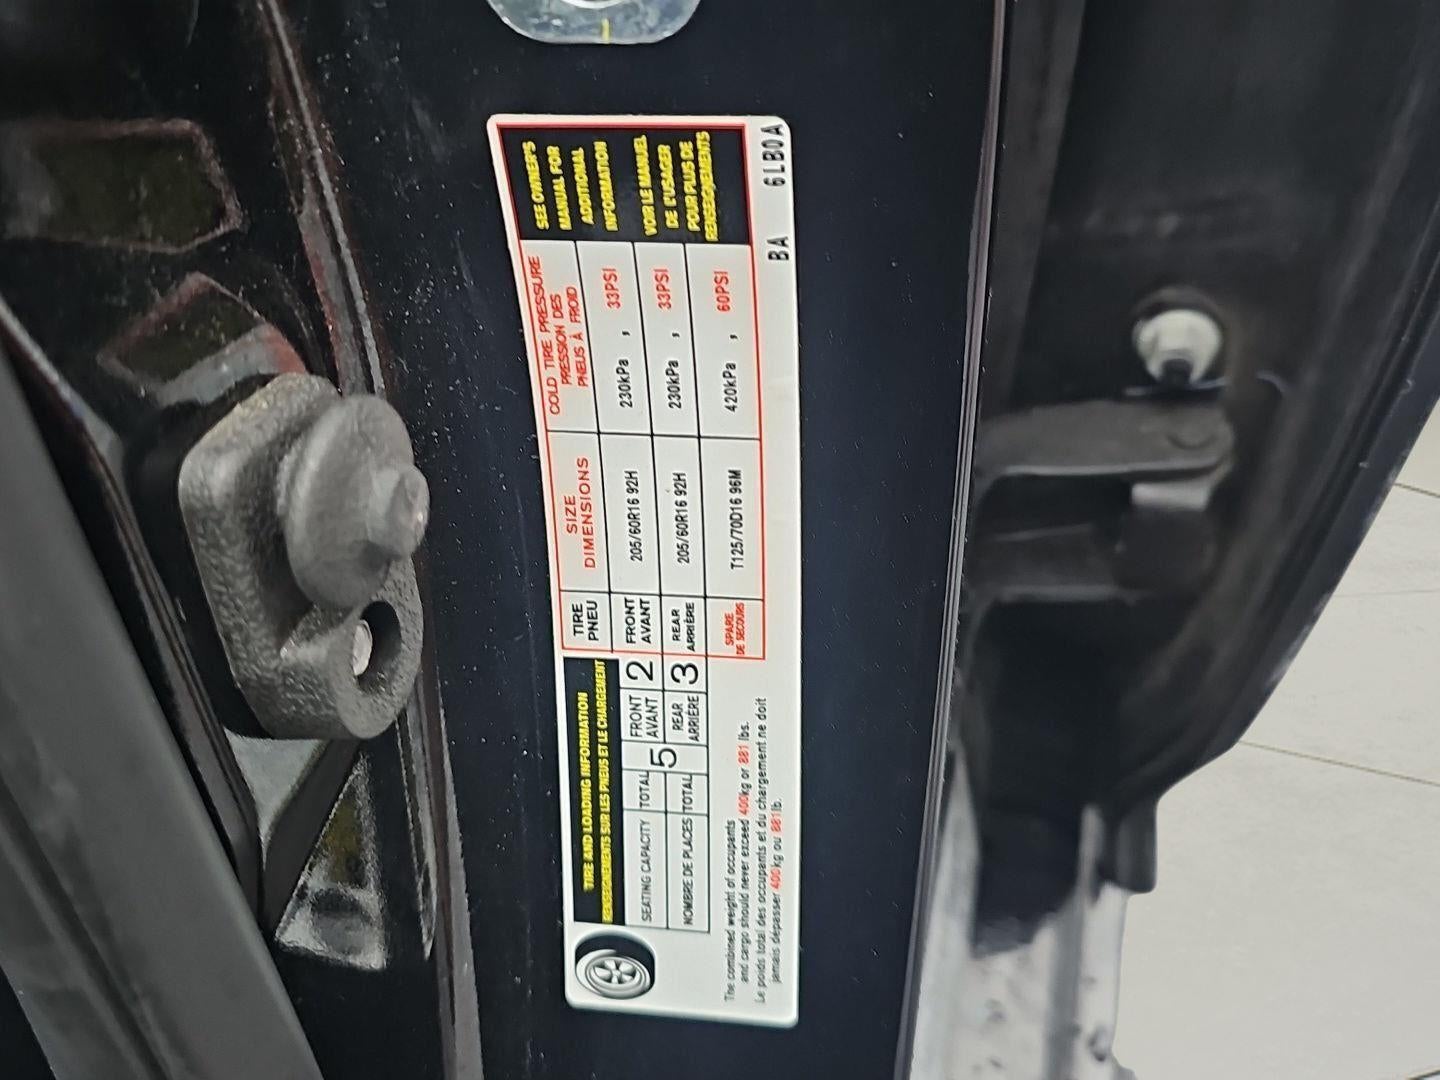 TIRE AND LOADING INFORMATION
RENSEIGNEMENTS SUR LES PNEUS ET LE CHARGEMENT
SEATING CAPACITY
NOMBRE DE PLACES
TOTAL
TOTAL
5
FRONT
AVANT
2
REAR
ARRIÈRE
3
The combined weight of occupants
and cargo should never exceed 400kg or 881 lbs.
Le poids total des occupants et du chargement ne doit
jamais dépasser 400 kg ou 881lb.
TIRE
PNEU
SIZE
DIMENSIONS
COLD TIRE PRESSURE
PRESSION DES
PNEUS À FROID
FRONT
AVANT
205/60R16 92H
230kPa , 33PSI
REAR
ARRIÈRE
205/60R16 92H
230kPa , 33PSI
SPARE
DE SECOURS
T125/70D16 96M
420kPa , 60PSI
SEE OWNER'S
MANUAL FOR
ADDITIONAL
INFORMATION
VOIR LE MANUEL
DE L'USAGER
POUR PLUS DE
RENSEIGNEMENTS
BA 6LB0A